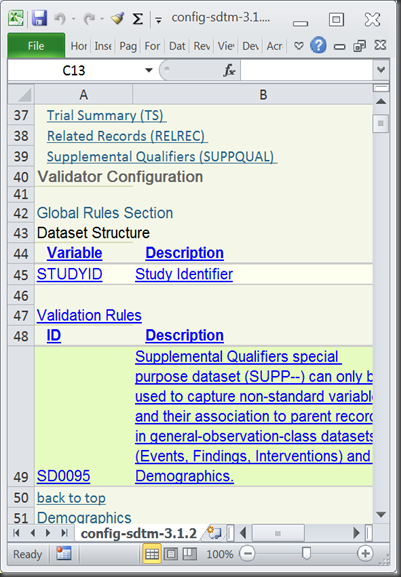 config-sdtm-3.1....
File Hor Inse Pag For Dat Rev Viev Dev Acr
C13 fx
A B
37 Trial Summary (TS)
38 Related Records (RELREC)
39 Supplemental Qualifiers (SUPPQUAL)
40 Validator Configuration
41
42 Global Rules Section
43 Dataset Structure
44 Variable Description
45 STUDYID Study Identifier
46
47 Validation Rules
48 ID Description
Supplemental Qualifiers special
purpose dataset (SUPP--) can only b
used to capture non-standard variable
and their association to parent record
in general-observation-class datasets
(Events, Findings, Interventions) and
49 SD0095 Demographics.
50 back to top
51 Demographics
config-sdtm-3.1.2
Ready 100%